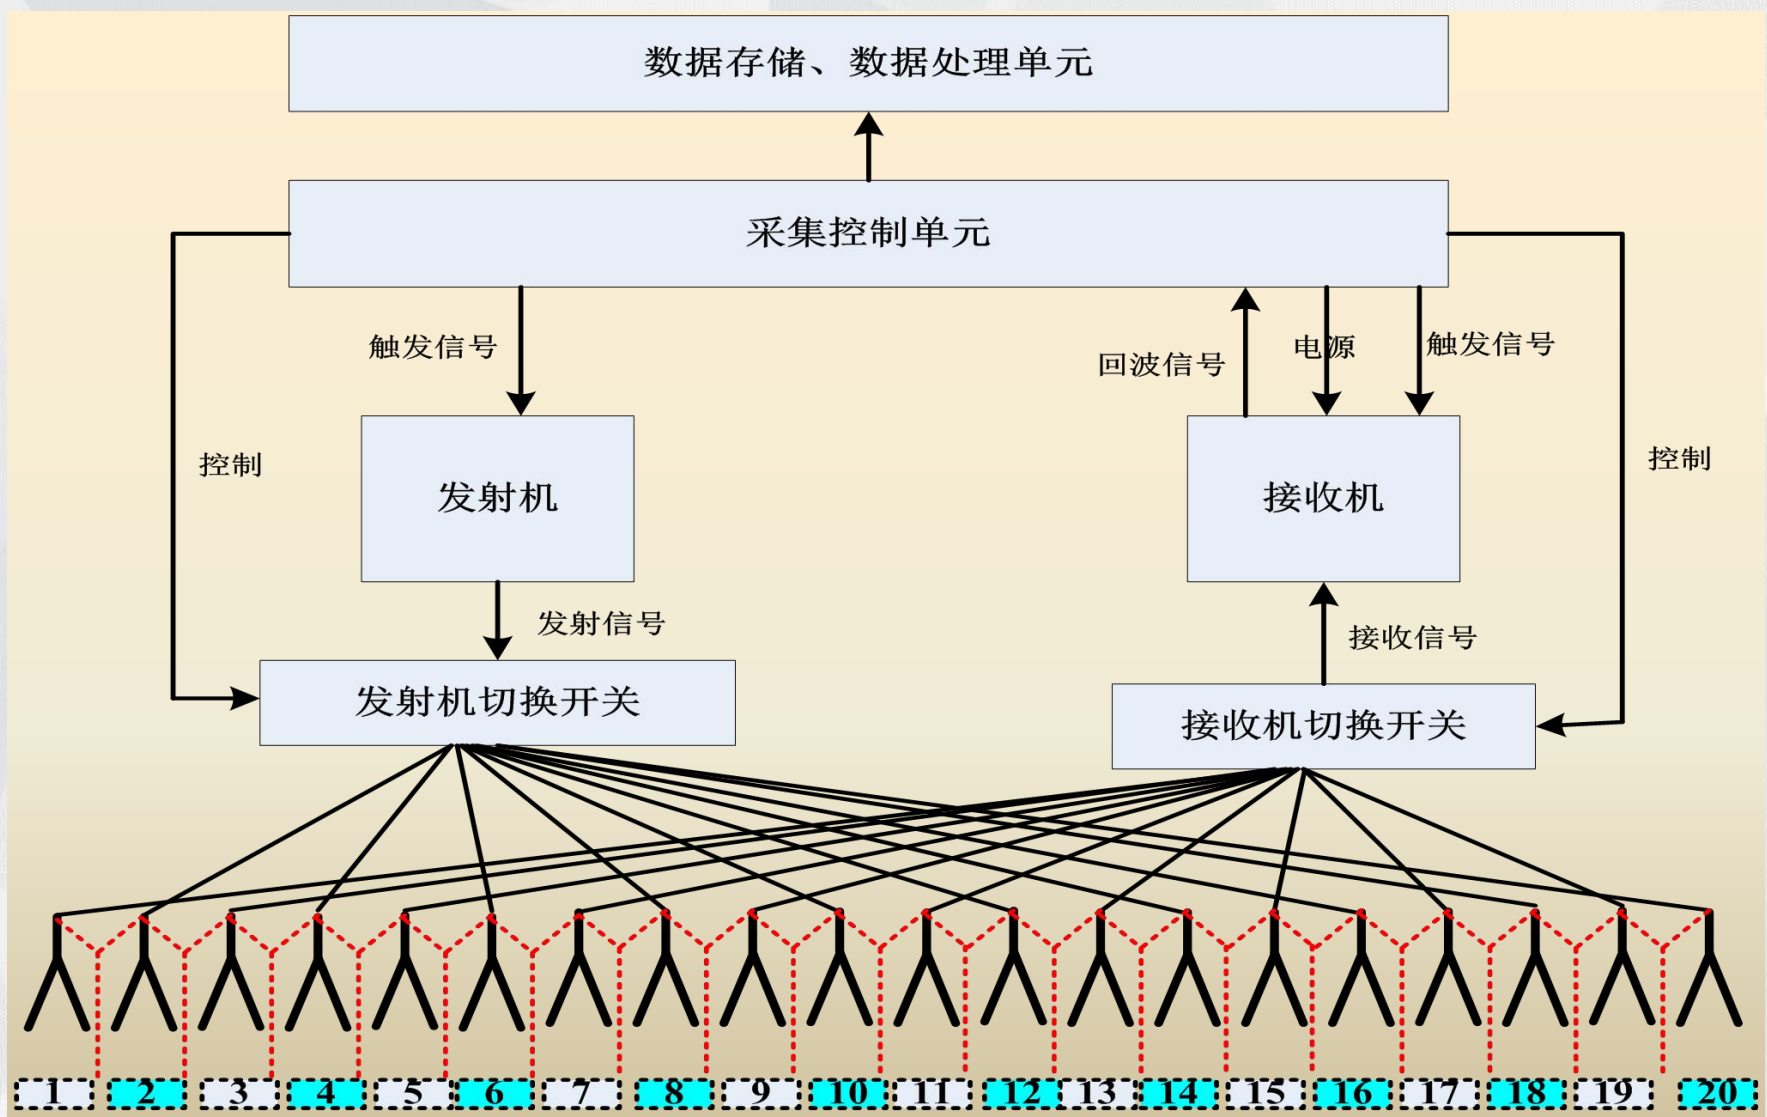 数据存储、数据处理单元
采集控制单元
触发信号
回波信号
电源
触发信号
控制
发射机
接收机
控制
发射信号
接收信号
发射机切换开关
接收机切换开关
1 2 3 4 5 6 7 8 9 10 11 12 13 14 15 16 17 18 19 20